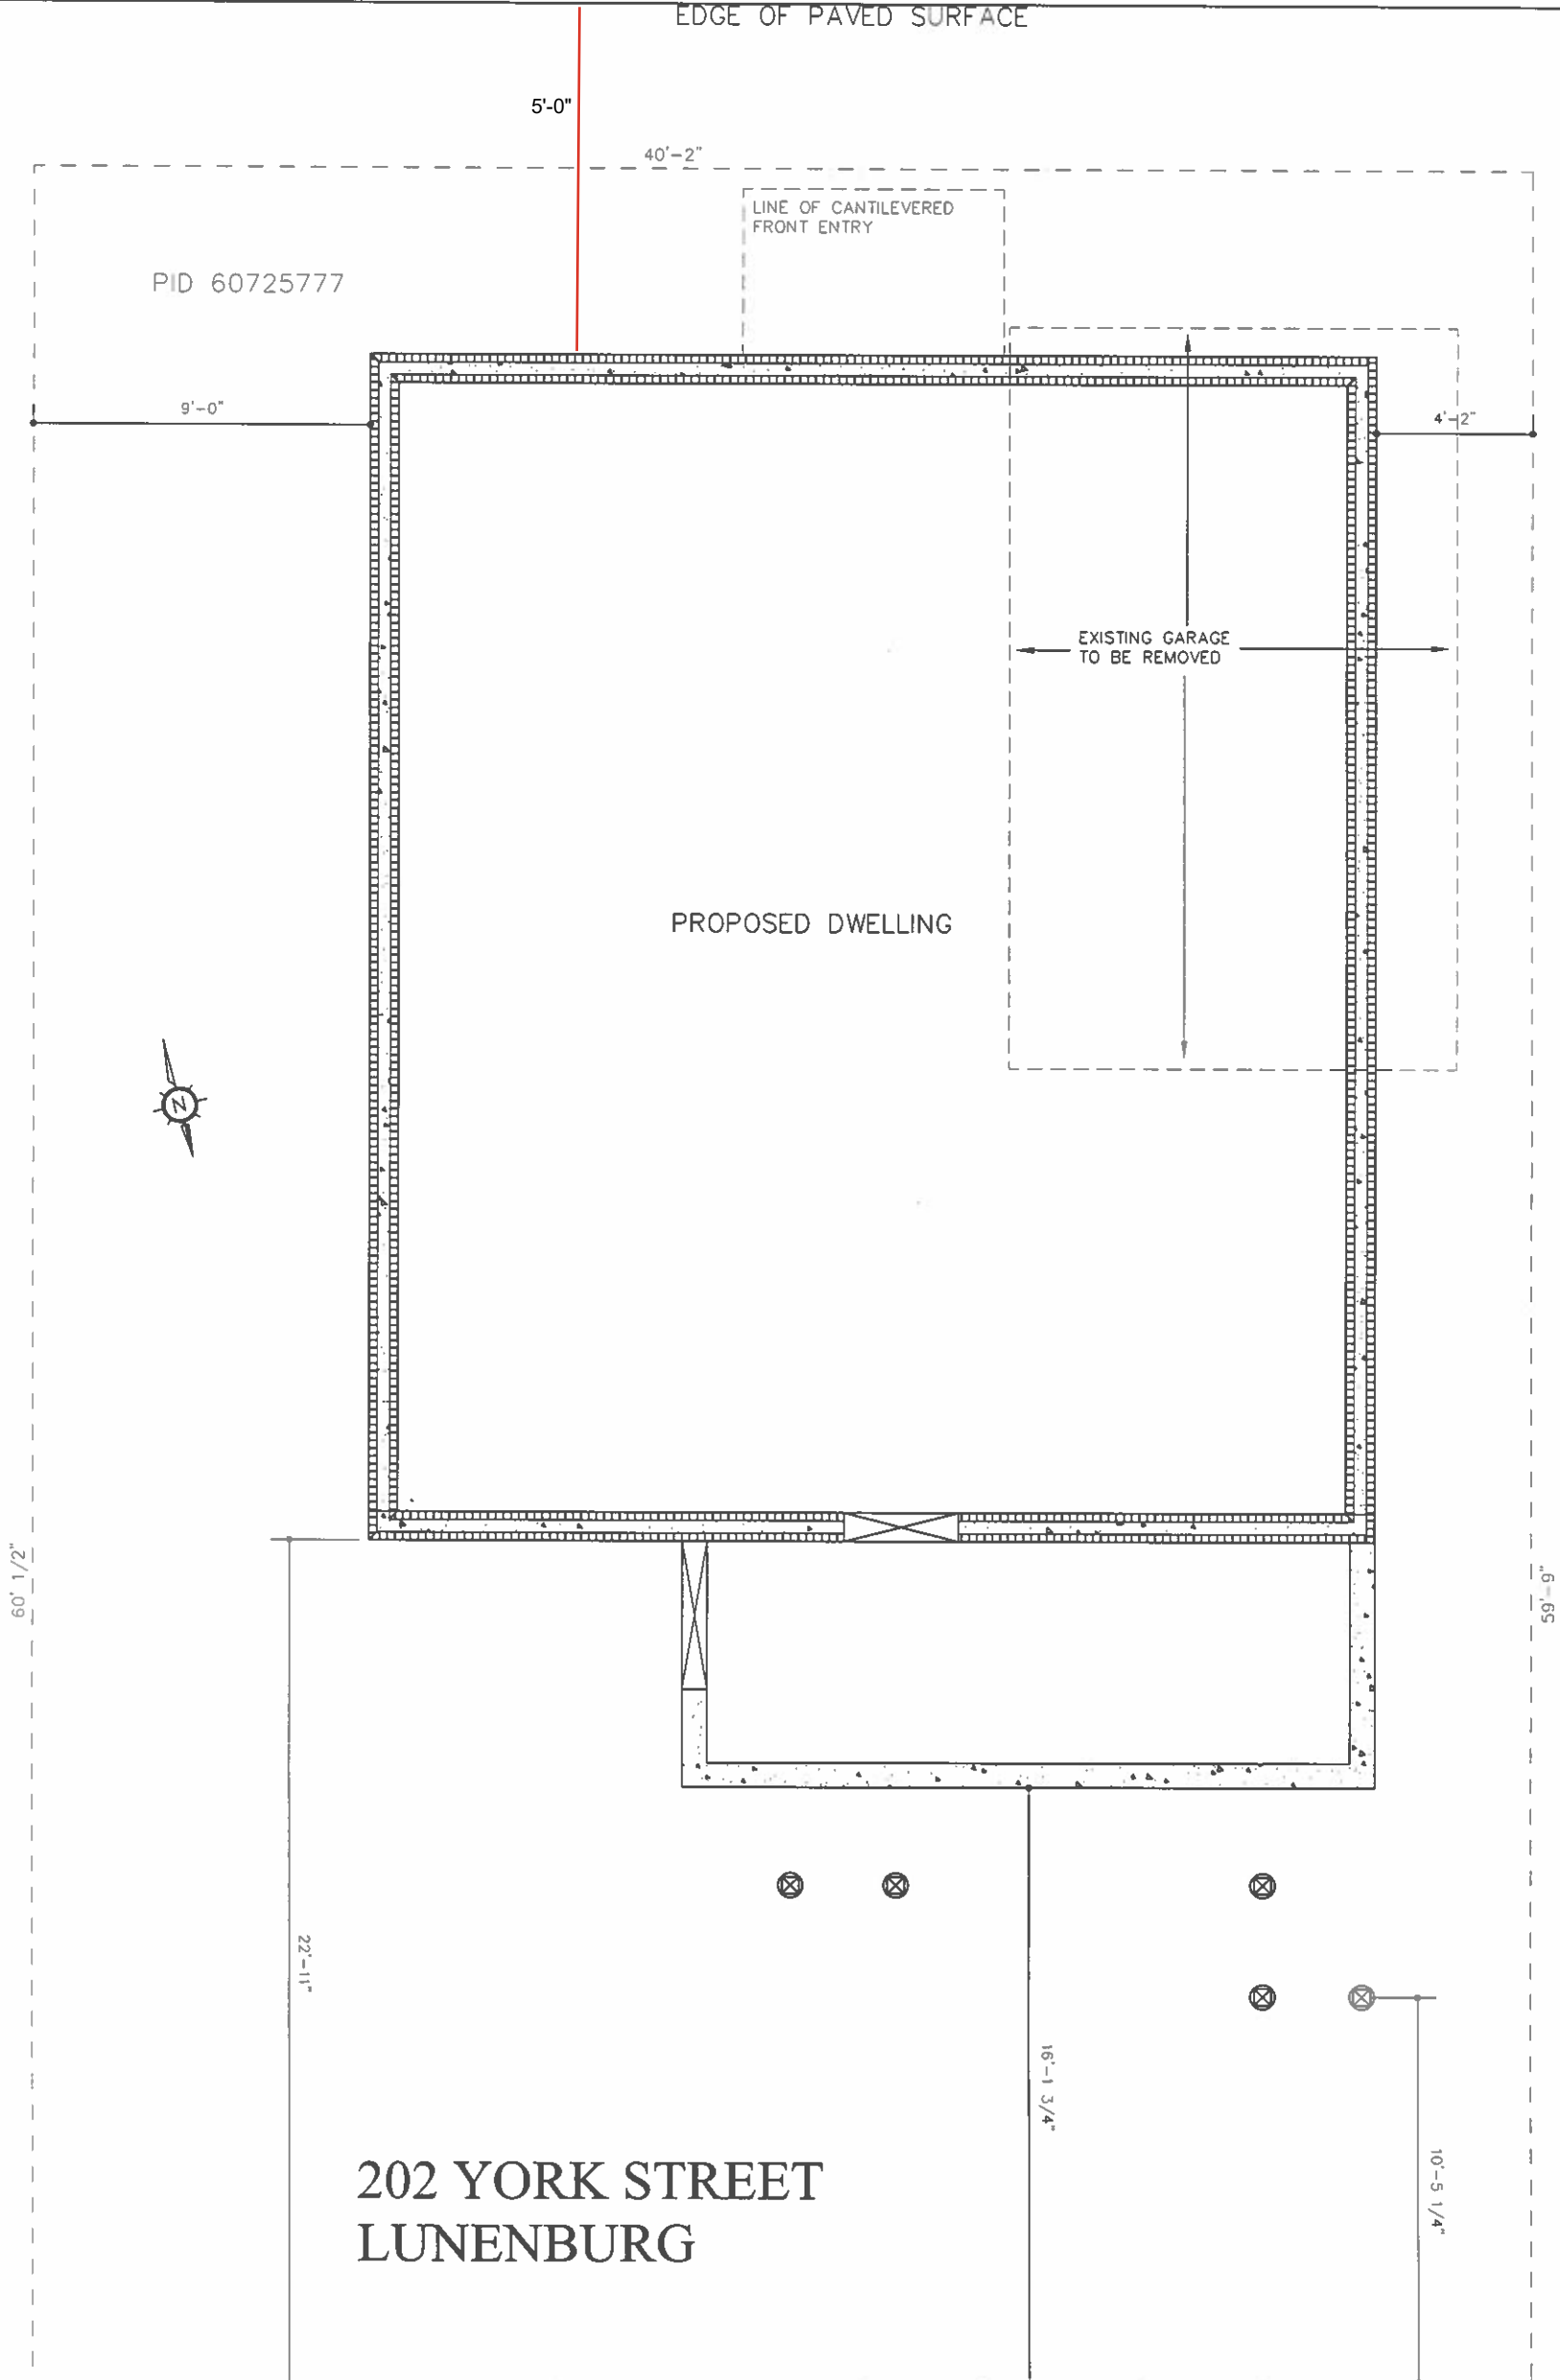 EDGE OF PAVED SURFACE
5'-0"
40'-2"
LINE OF CANTILEVERED
FRONT ENTRY
PID 60725777
9'-0"
4'-2"
EXISTING GARAGE
TO BE REMOVED
PROPOSED DWELLING
N
60' 1/2"
59'-9"
22'-11"
16'-1 3/4"
10'-5 1/4"
202 YORK STREET
LUNENBURG